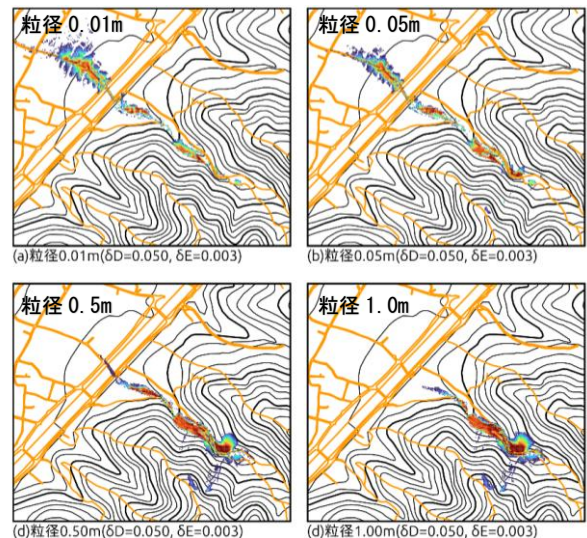 粒径 0.01m
粒径 0.05m
(a)粒径0.01m(δD=0.050, δE=0.003)
(b)粒径0.05m(δD=0.050, δE=0.003)
粒径 0.5m
粒径 1.0m
(d)粒径0.50m(δD=0.050, δE=0.003)
(d)粒径1.00m(δD=0.050, δE=0.003)